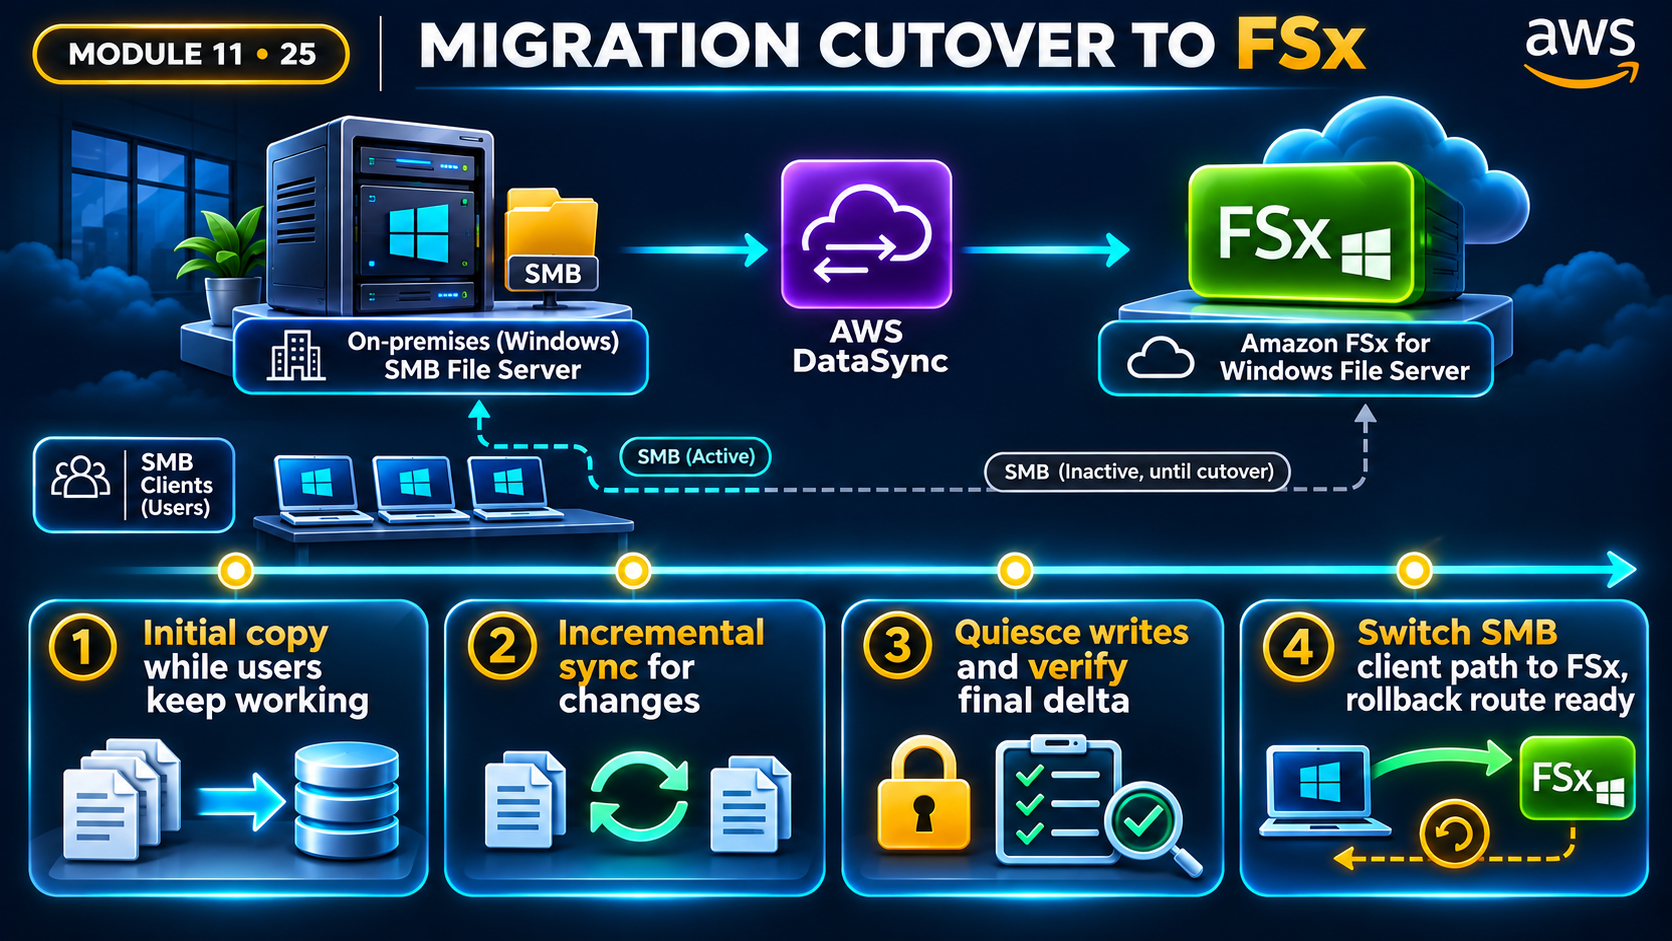 MODULE 11 • 25
MIGRATION CUTOVER TO FSx
aws
SMB
FSx
On-premises (Windows)
SMB File Server
AWS
DataSync
Amazon FSx for
Windows File Server
SMB
Clients
(Users)
SMB (Active)
SMB (Inactive, until cutover)
1
Initial copy
while users
keep working
2
Incremental
sync for
changes
3
Quiesce writes
and verify
final delta
4
Switch SMB
client path to FSx,
rollback route ready
FSx